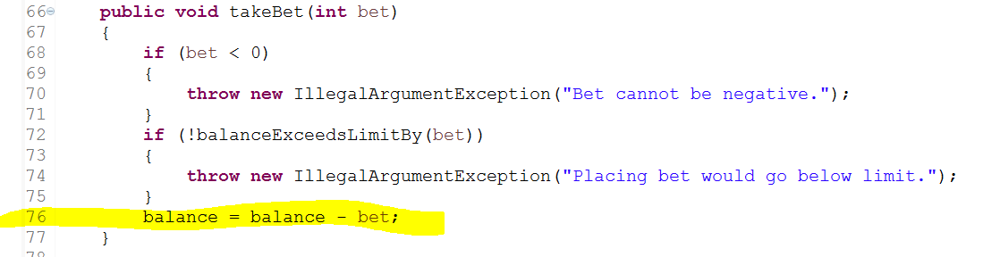 66 public void takeBet(int bet)
67 {
68 if (bet < 0)
69 {
70 throw new IllegalArgumentException("Bet cannot be negative.");
71 }
72 if (!balanceExceedsLimitBy(bet))
73 {
74 throw new IllegalArgumentException("Placing bet would go below limit.");
75 }
76 balance = balance - bet;
77 }
78